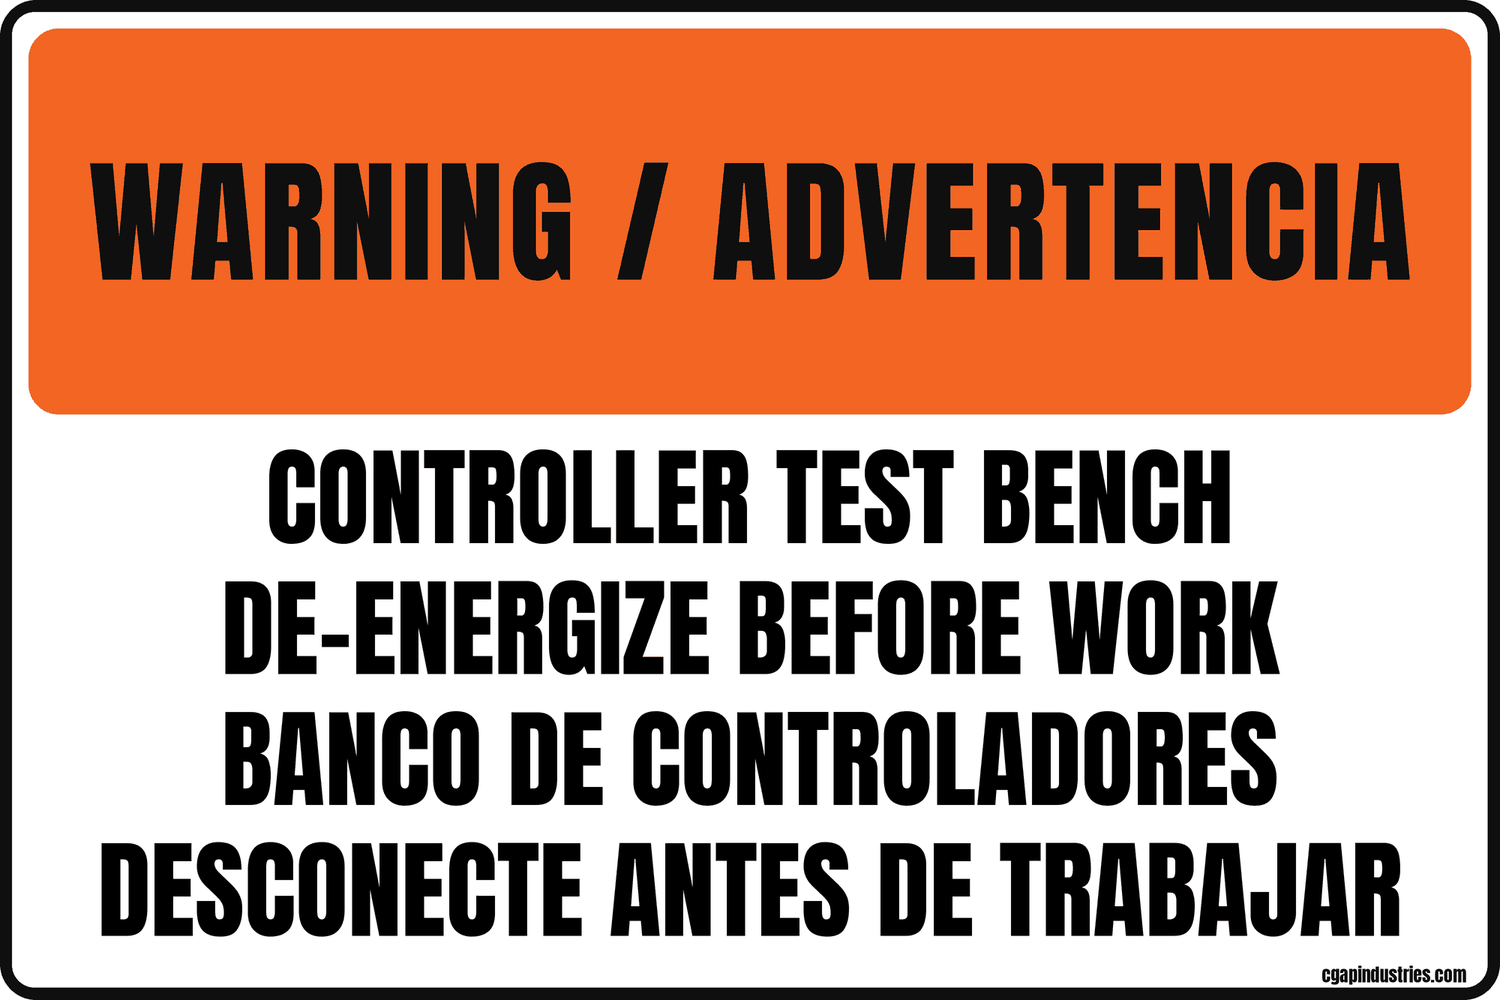 WARNING / ADVERTENCIA
CONTROLLER TEST BENCH
DE-ENERGIZE BEFORE WORK
BANCO DE CONTROLADORES
DESCONECTE ANTES DE TRABAJAR
cgapindustries.com